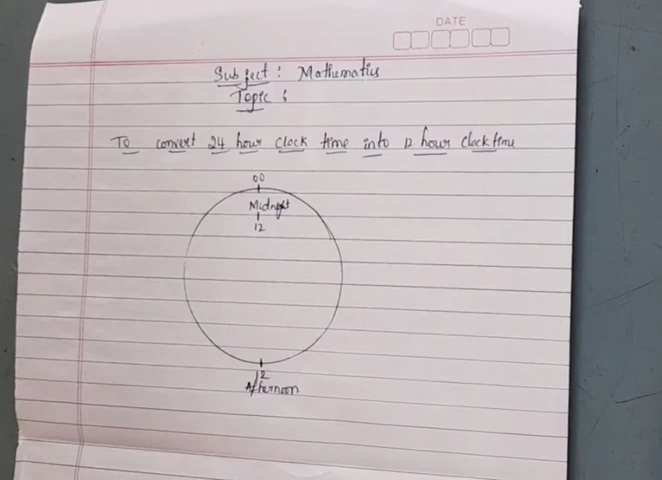 DATE
Subject : Mathematics
Topic :
To convert 24 hour clock time into 12 hour clock time
00
Midnight
12
12
Afternoon